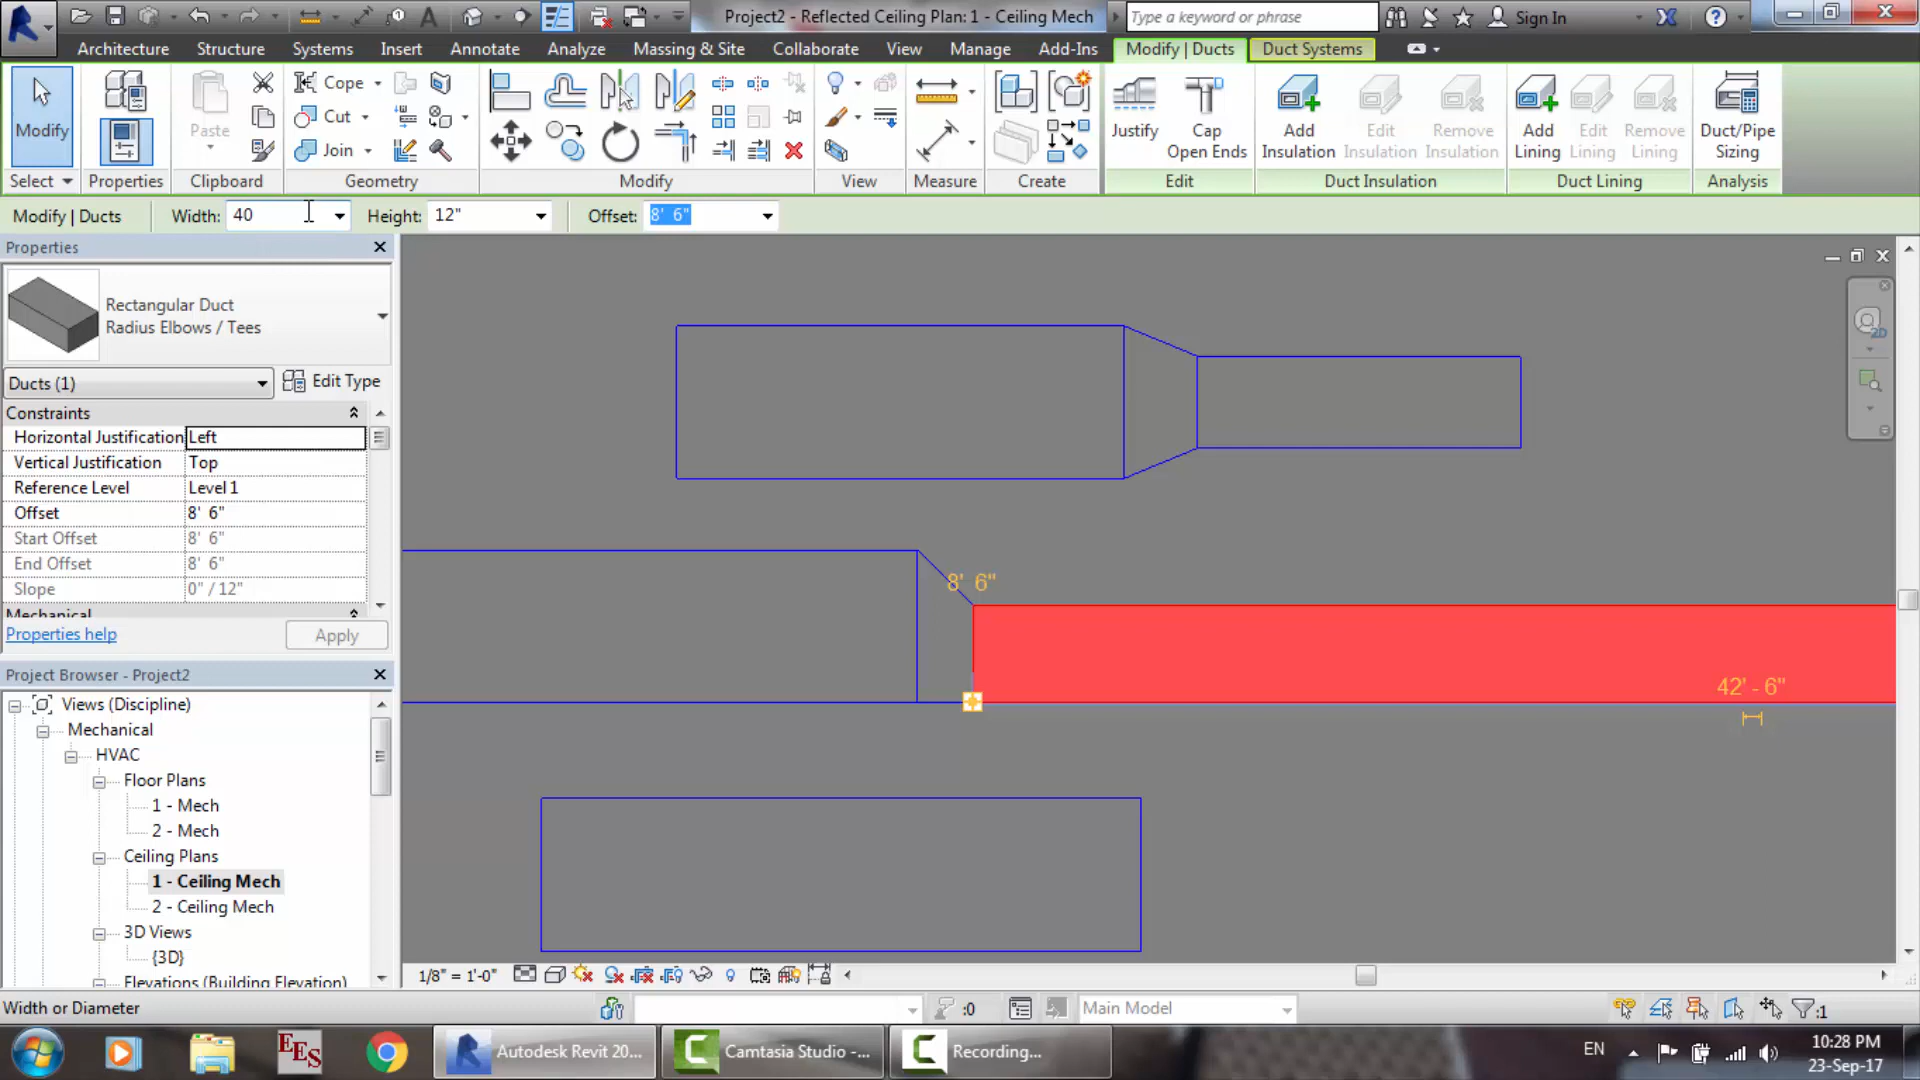 Project2 - Reflected Ceiling Plan: 1 - Ceiling Mech
Type a keyword or phrase
Sign In
Architecture Structure Systems Insert Annotate Analyze Massing & Site Collaborate View Manage Add-Ins Modify | Ducts Duct Systems
Modify
Paste
Cope
Cut
Join
Justify
Cap Open Ends
Add Insulation
Edit Insulation
Remove Insulation
Add Lining
Edit Lining
Remove Lining
Duct/Pipe Sizing
Select Properties Clipboard Geometry Modify View Measure Create Edit Duct Insulation Duct Lining Analysis
Modify | Ducts Width: 40 Height: 12" Offset: 8' 6"
Properties
Rectangular Duct
Radius Elbows / Tees
Ducts (1) Edit Type
Constraints
Horizontal Justification Left
Vertical Justification Top
Reference Level Level 1
Offset 8' 6"
Start Offset 8' 6"
End Offset 8' 6"
Slope 0" / 12"
Mechanical
Properties help Apply
Project Browser - Project2
Views (Discipline)
Mechanical
HVAC
Floor Plans
1 - Mech
2 - Mech
Ceiling Plans
1 - Ceiling Mech
2 - Ceiling Mech
3D Views
{3D}
Elevations (Building Elevation)
8' 6"
42' - 6"
2D
1/8" = 1'-0"
Width or Diameter
:0
Main Model
:1
EES
Autodesk Revit 20...
Camtasia Studio -...
Recording...
EN
10:28 PM
23-Sep-17